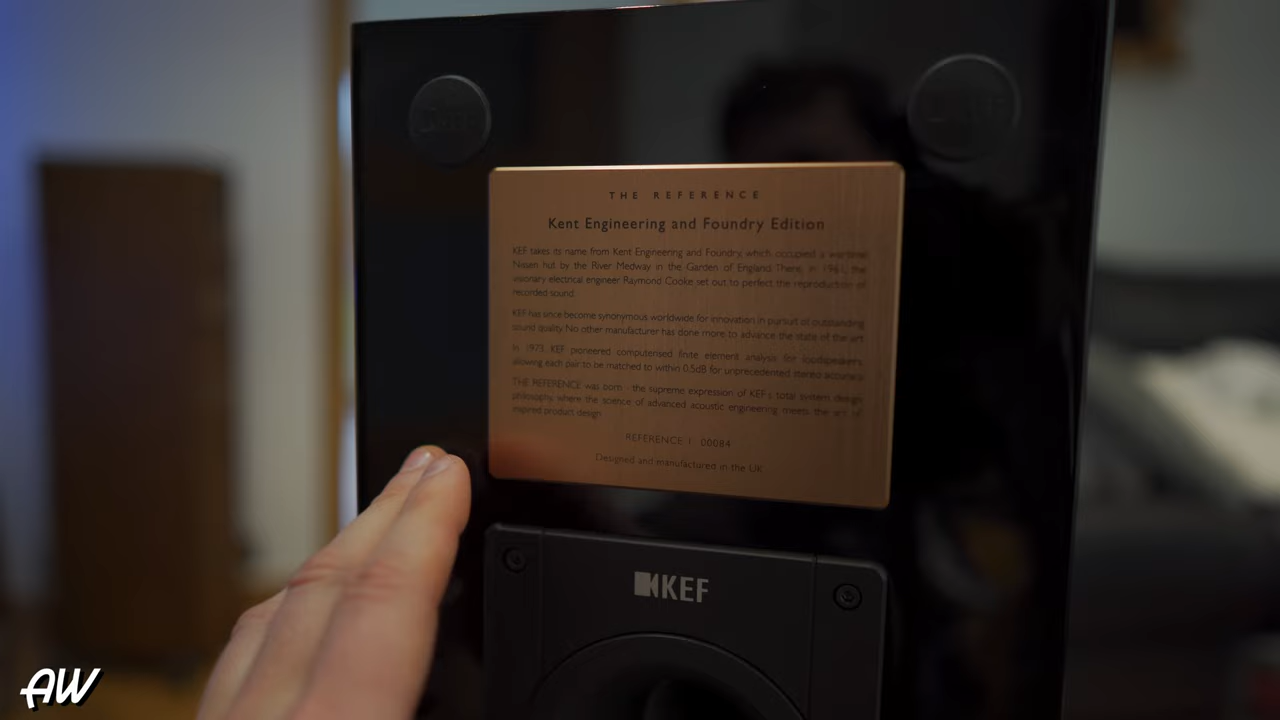 THE REFERENCE
Kent Engineering and Foundry Edition
KEF takes its name from Kent Engineering and Foundry, which occupied a wartime
Nissen hut by the River Medway in the Garden of England. There, in 1961, the
visionary electrical engineer Raymond Cooke set out to perfect the reproduction of
recorded sound.
KEF has since become synonymous worldwide for innovation in pursuit of outstanding
sound quality. No other manufacturer has done more to advance the state of the art
In 1973, KEF pioneered computerised finite element analysis for loudspeakers,
allowing each pair to be matched to within 0.5dB for unprecedented stereo accuracy
THE REFERENCE was born - the supreme expression of KEF's total system design
philosophy, where the science of advanced acoustic engineering meets the art of
inspired product design
REFERENCE 1 00084
Designed and manufactured in the UK
KEF
AW